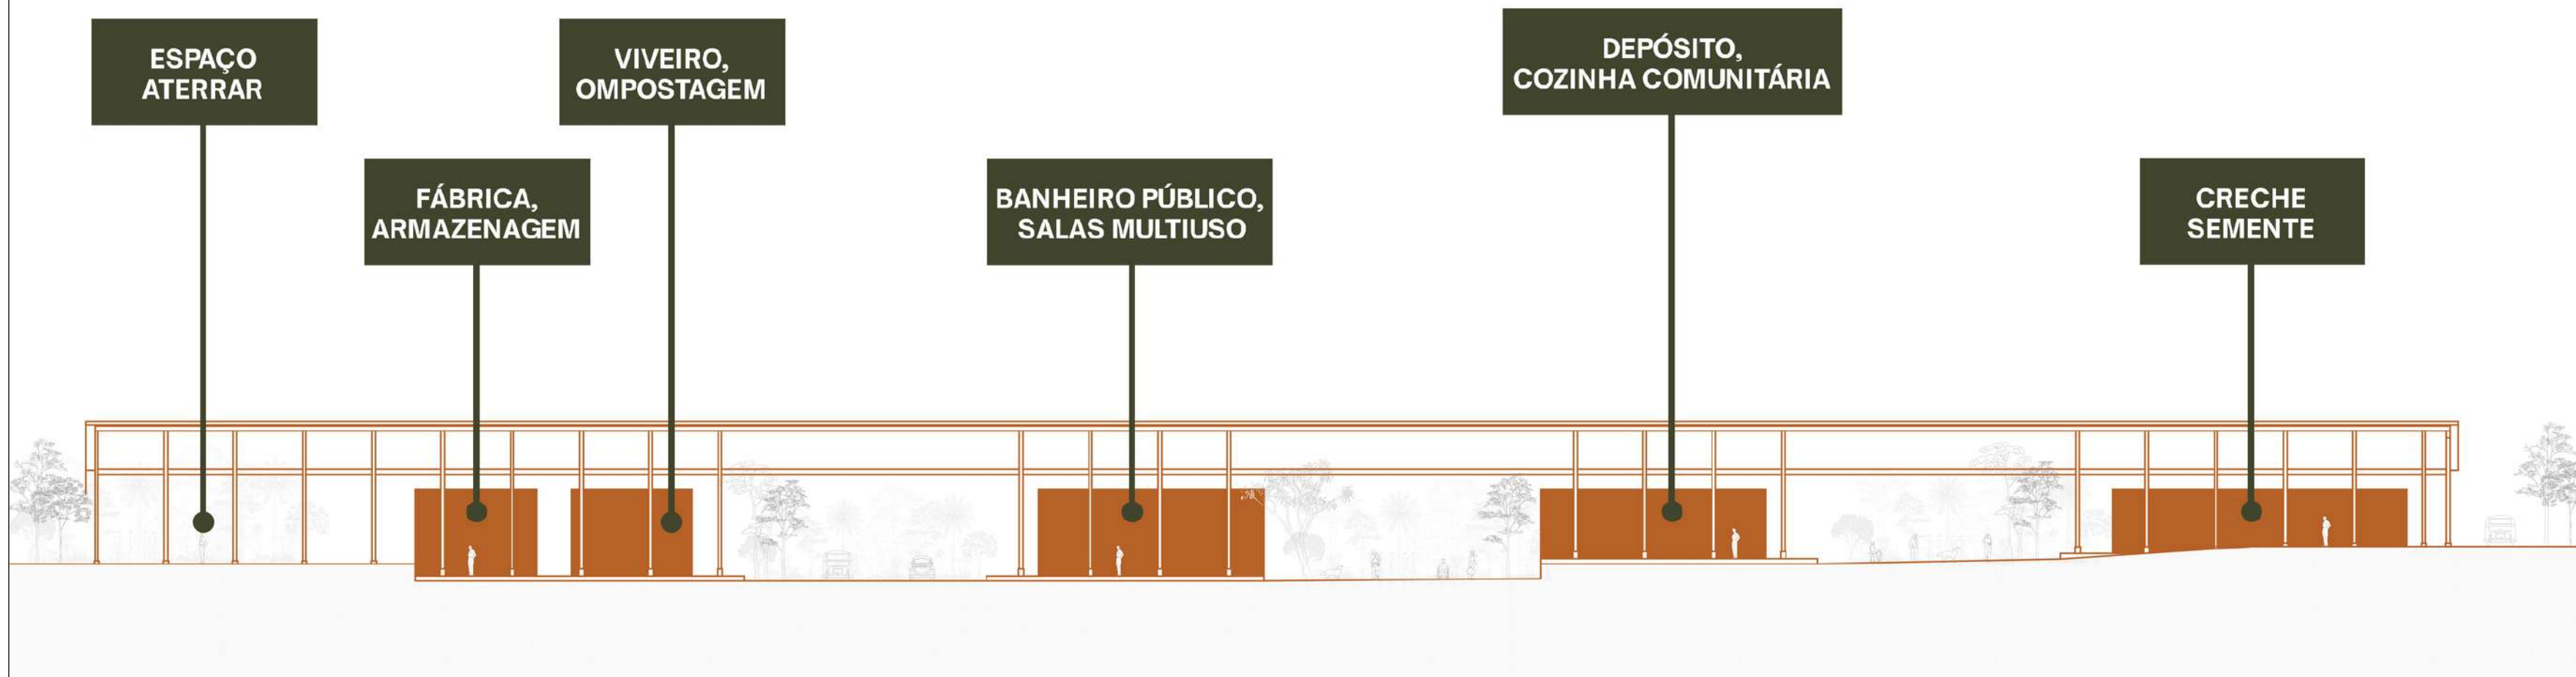 ESPAÇO
ATERRAR
FÁBRICA,
ARMAZENAGEM
VIVEIRO,
OMPOSTAGEM
BANHEIRO PÚBLICO,
SALAS MULTIUSO
DEPÓSITO,
COZINHA COMUNITÁRIA
CRECHE
SEMENTE